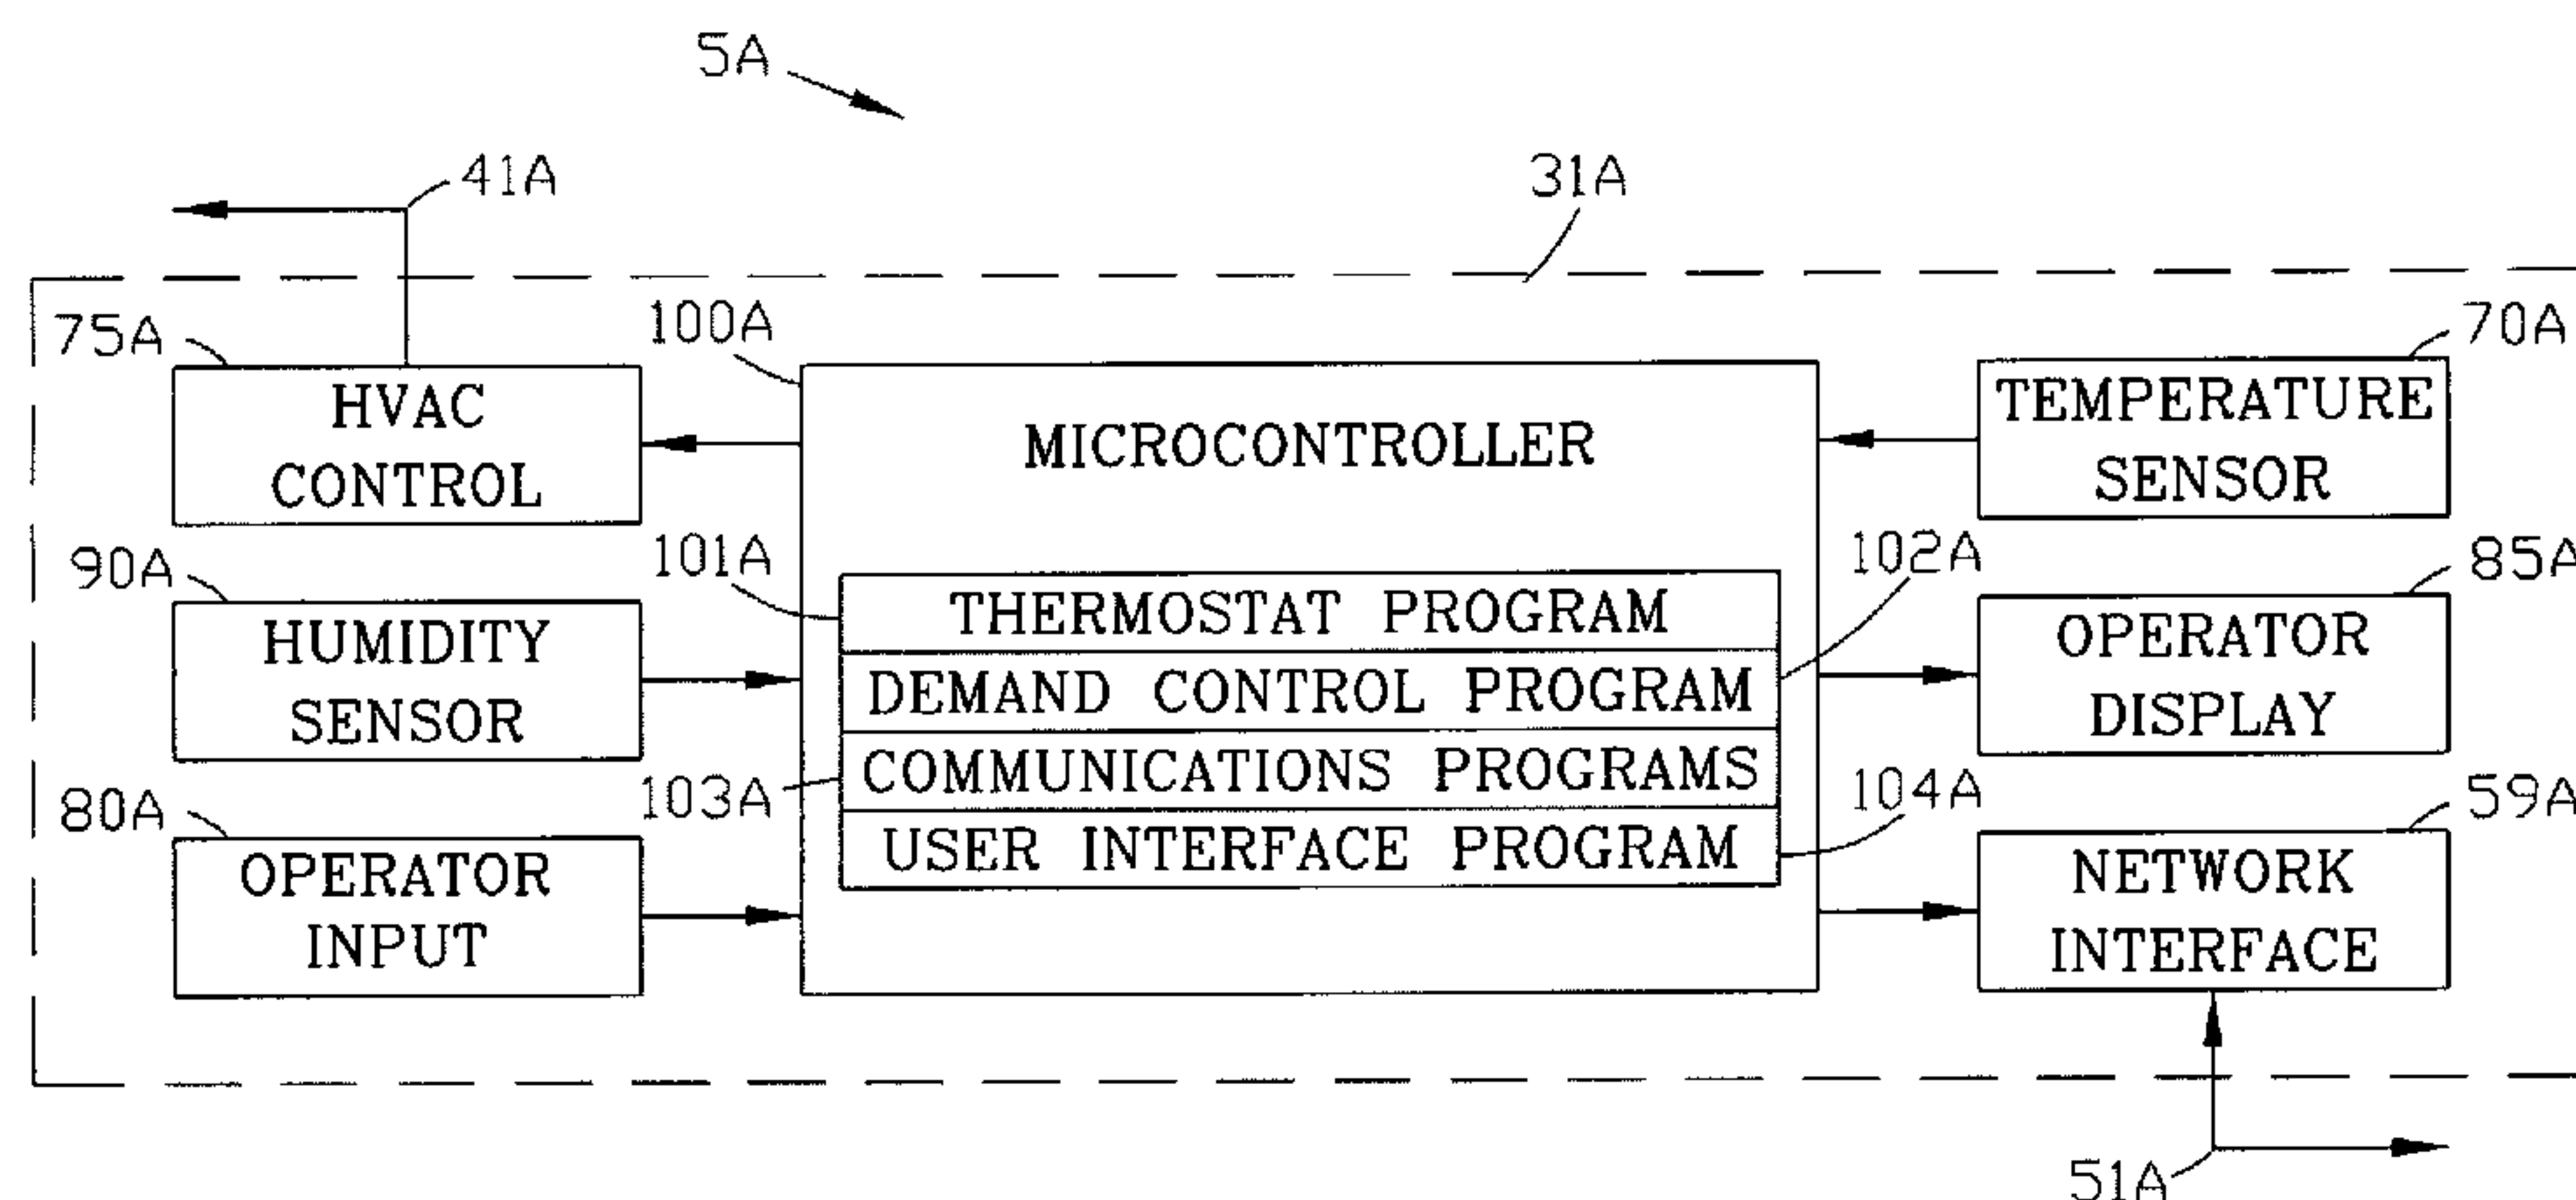 5A
41A
31A
75A
100A
70A
HVAC
CONTROL
MICROCONTROLLER
TEMPERATURE
SENSOR
90A
101A
102A
85A
HUMIDITY
SENSOR
THERMOSTAT PROGRAM
DEMAND CONTROL PROGRAM
COMMUNICATIONS PROGRAMS
USER INTERFACE PROGRAM
OPERATOR
DISPLAY
80A
103A
104A
59A
OPERATOR
INPUT
NETWORK
INTERFACE
51A